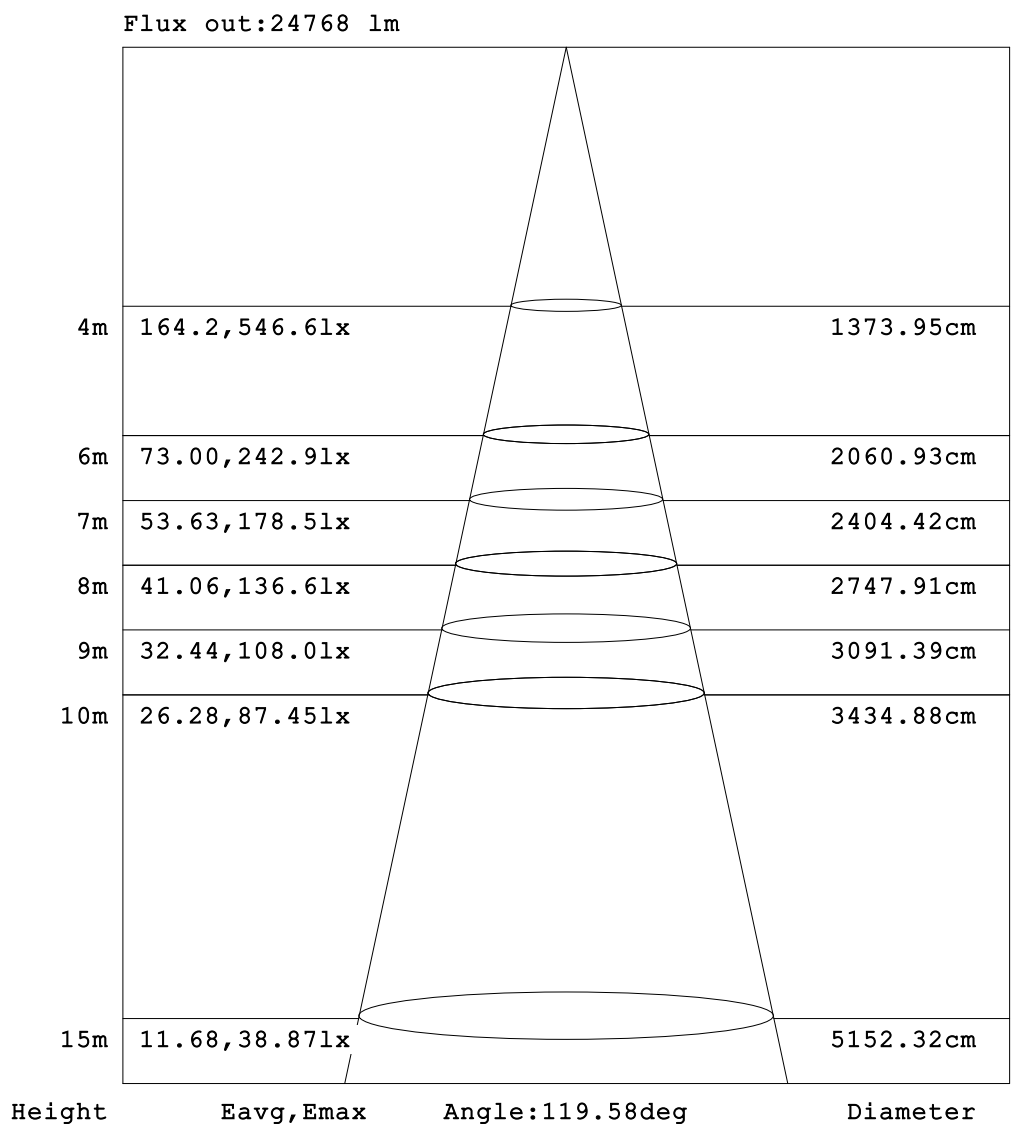 Flux out:24768 lm
4m 164.2,546.6lx 1373.95cm
6m 73.00,242.9lx 2060.93cm
7m 53.63,178.5lx 2404.42cm
8m 41.06,136.6lx 2747.91cm
9m 32.44,108.0lx 3091.39cm
10m 26.28,87.45lx 3434.88cm
15m 11.68,38.87lx 5152.32cm
Height Eavg,Emax Angle:119.58deg Diameter